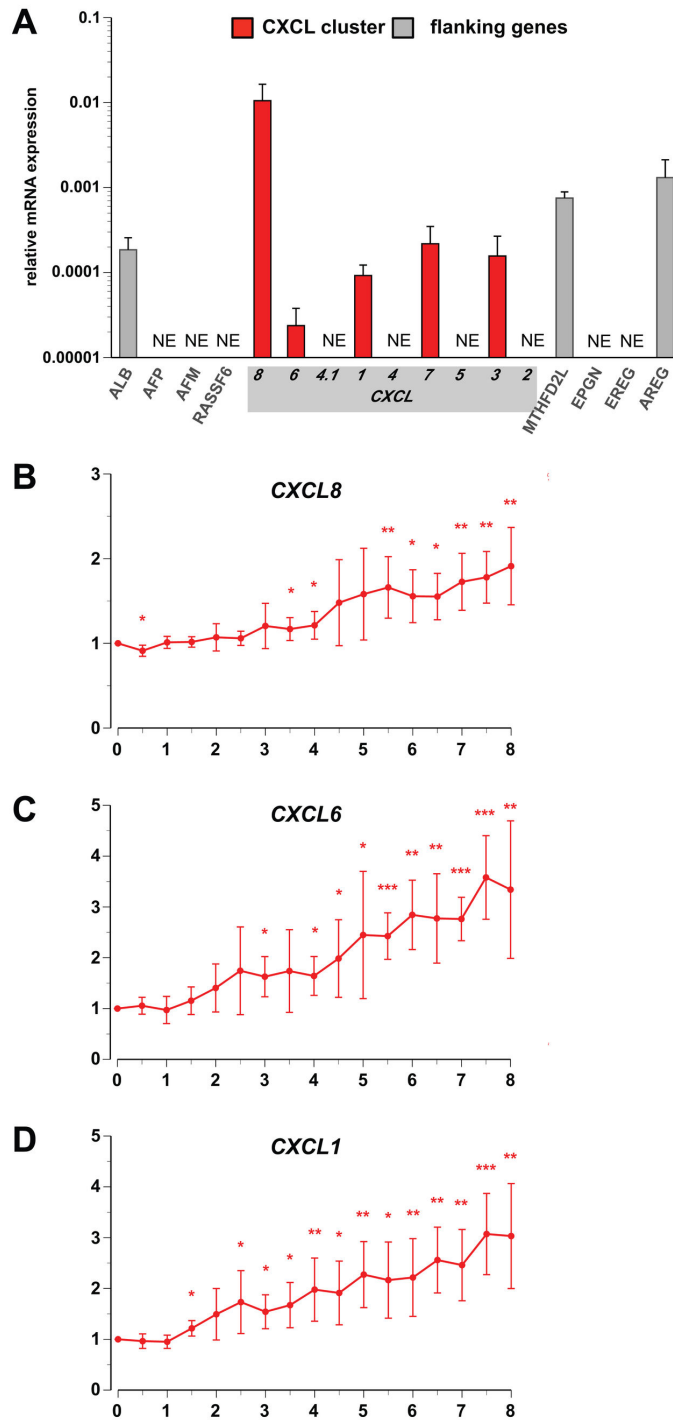 A
CXCL cluster flanking genes
relative mRNA expression
0.1
0.01
0.001
0.0001
0.00001
NE NE NE NE NE NE NE NE NE
ALB AFP AFM RASSF6 8 6 4.1 1 4 7 5 3 2 MTHFD2L EPGN EREG AREG
CXCL
B
CXCL8
3
2
1
0
* * * ** * * ** ** **
0 1 2 3 4 5 6 7 8
C
CXCL6
5
4
3
2
1
0
* * * * *** ** ** *** *** **
0 1 2 3 4 5 6 7 8
D
CXCL1
5
4
3
2
1
0
* * * * ** * ** * ** ** ** *** **
0 1 2 3 4 5 6 7 8